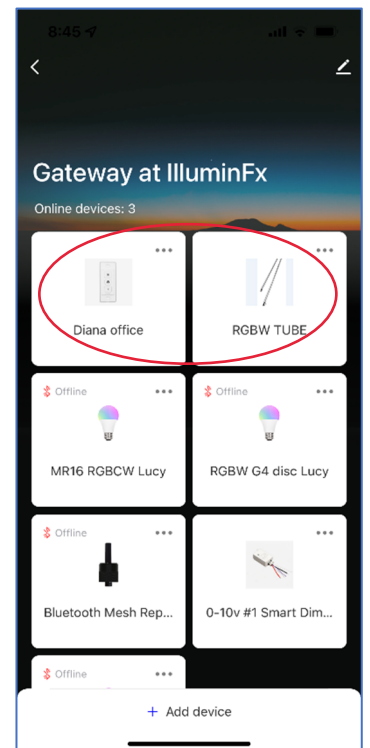 8:45
Gateway at IlluminFx
Online devices: 3
Diana office
RGBW TUBE
Offline
Offline
MR16 RGBCW Lucy
RGBW G4 disc Lucy
Offline
Bluetooth Mesh Rep...
0-10v #1 Smart Dim...
Offline
+ Add device